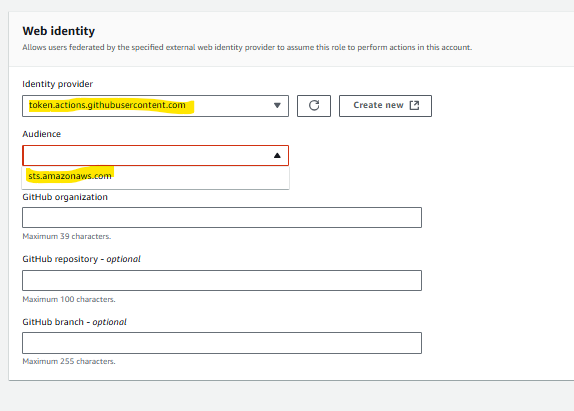 Web identity
Allows users federated by the specified external web identity provider to assume this role to perform actions in this account.
Identity provider
token.actions.githubusercontent.com
Create new
Audience
sts.amazonaws.com
GitHub organization
Maximum 39 characters.
GitHub repository - optional
Maximum 100 characters.
GitHub branch - optional
Maximum 255 characters.